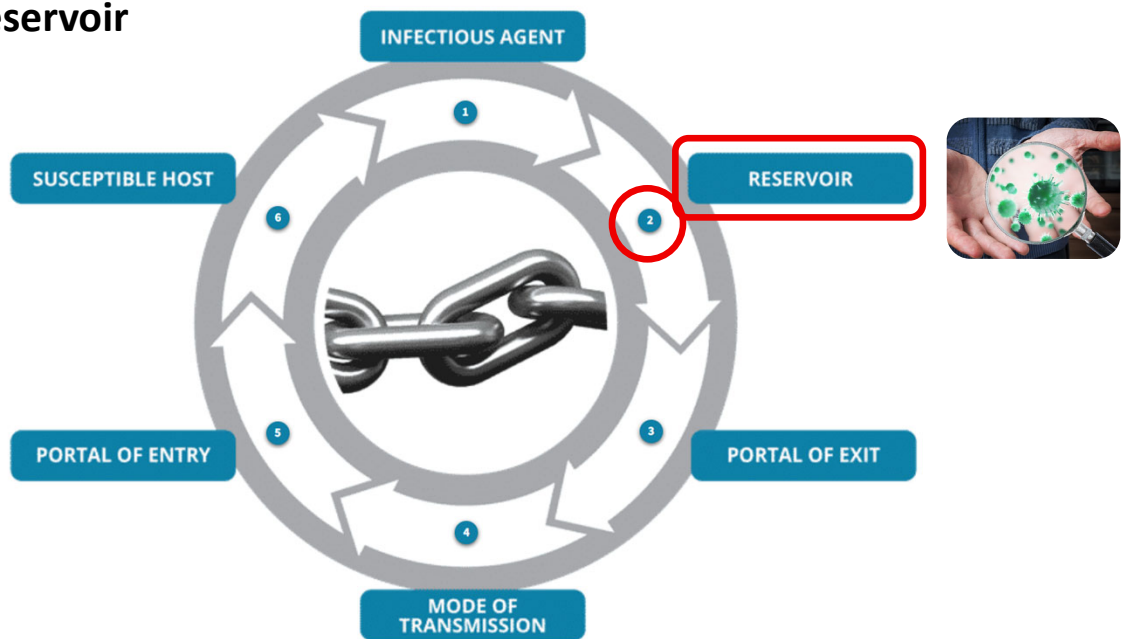 eservoir
INFECTIOUS AGENT
1
SUSCEPTIBLE HOST
RESERVOIR
6
2
5
3
PORTAL OF ENTRY
PORTAL OF EXIT
4
MODE OF
TRANSMISSION